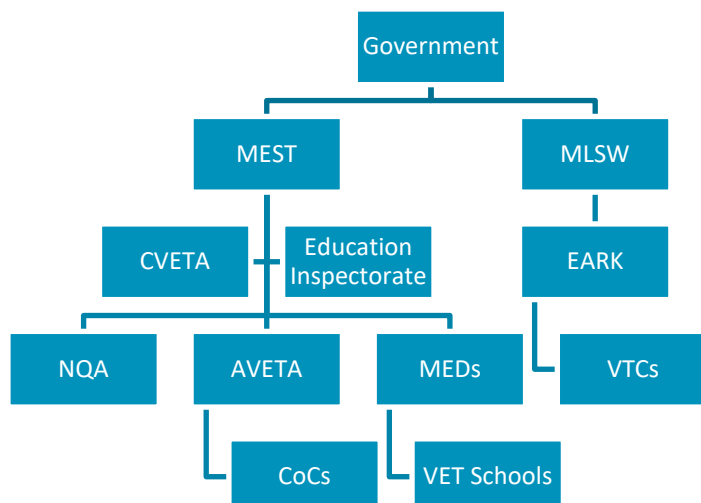 Government
MEST
MLSW
CVETA
Education
Inspectorate
EARK
NQA
AVETA
MEDs
VTCs
CoCs
VET Schools